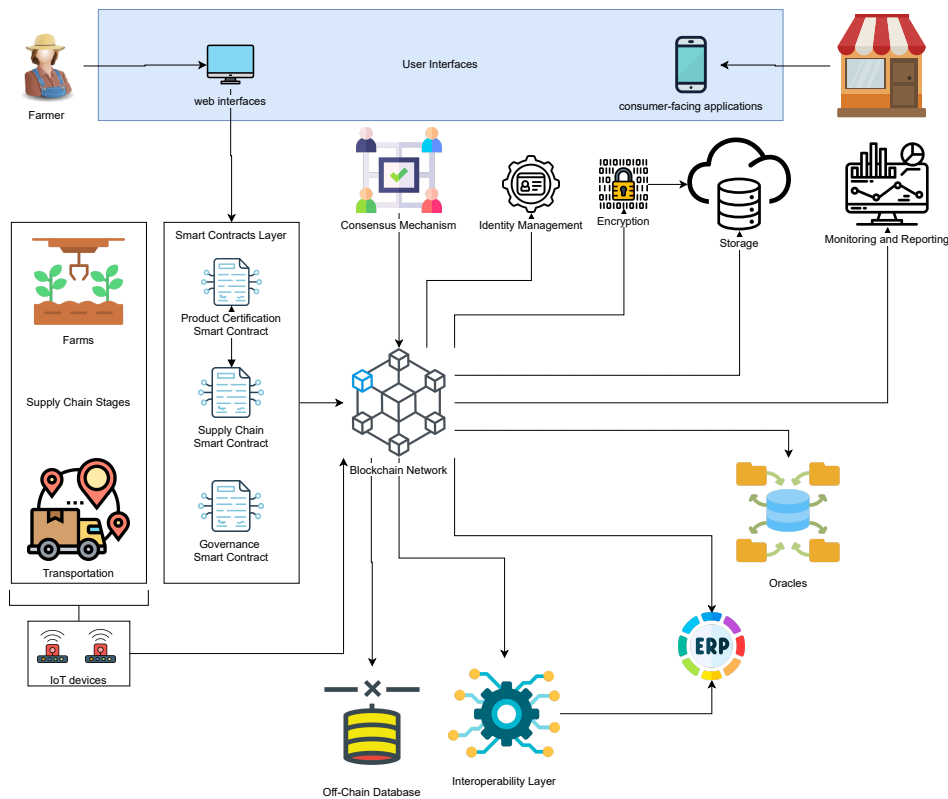 User Interfaces
web interfaces
consumer-facing applications
Farmer
Consensus Mechanism
Identity Management
Encryption
Storage
Monitoring and Reporting
Smart Contracts Layer
Product Certification
Smart Contract
Farms
Supply Chain Stages
Supply Chain
Smart Contract
Blockchain Network
Governance
Smart Contract
Transportation
Oracles
ERP
IoT devices
Interoperability Layer
Off-Chain Database